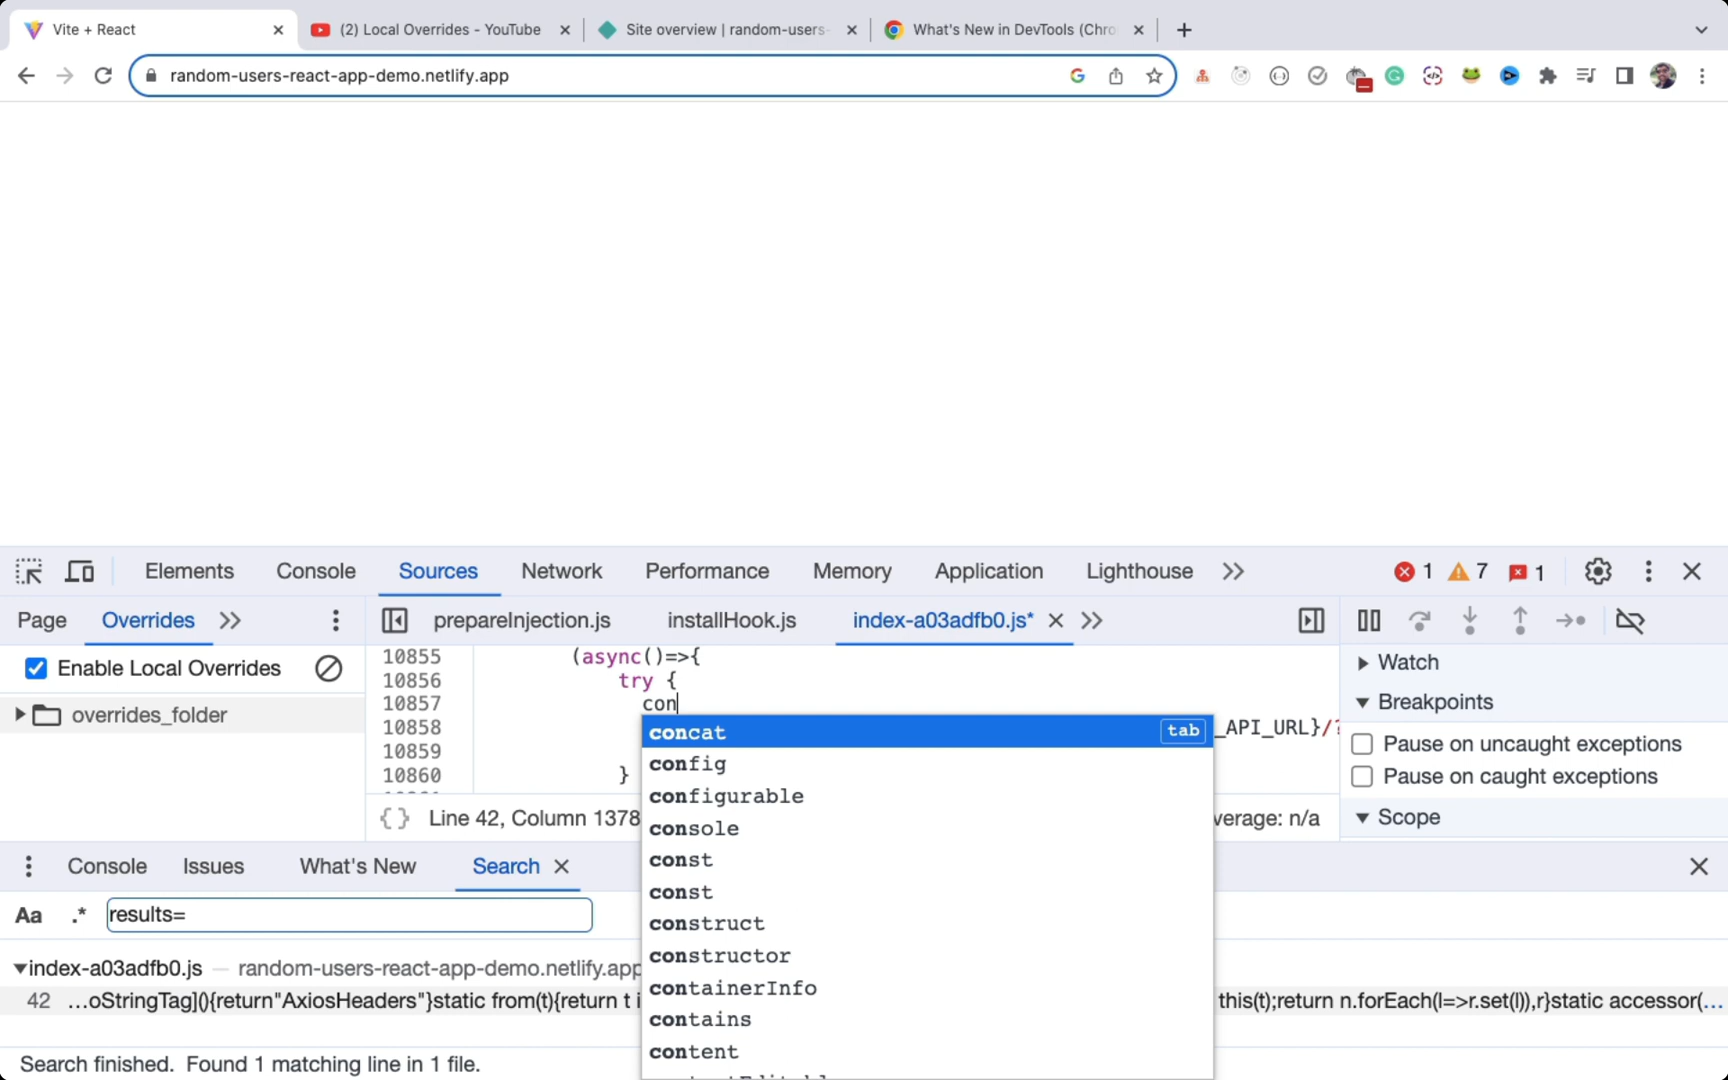 Vite + React
(2) Local Overrides - YouTube
Site overview | random-users-
What's New in DevTools (Chro
random-users-react-app-demo.netlify.app
Elements
Console
Sources
Network
Performance
Memory
Application
Lighthouse
1
7
1
Page
Overrides
prepareInjection.js
installHook.js
index-a03adfb0.js*
Enable Local Overrides
overrides_folder
10855 (async()=>{
10856 try {
10857 con
10858 _API_URL}/?
10859
10860 }
{} Line 42, Column 1378
verage: n/a
concat tab
config
configurable
console
const
const
construct
constructor
containerInfo
contains
content
Watch
Breakpoints
Pause on uncaught exceptions
Pause on caught exceptions
Scope
Console
Issues
What's New
Search
Aa .* results=
index-a03adfb0.js — random-users-react-app-demo.netlify.app
42 …oStringTag](){return"AxiosHeaders"}static from(t){return t i
this(t);return n.forEach(l=>r.set(l)),r}static accessor(…
Search finished. Found 1 matching line in 1 file.